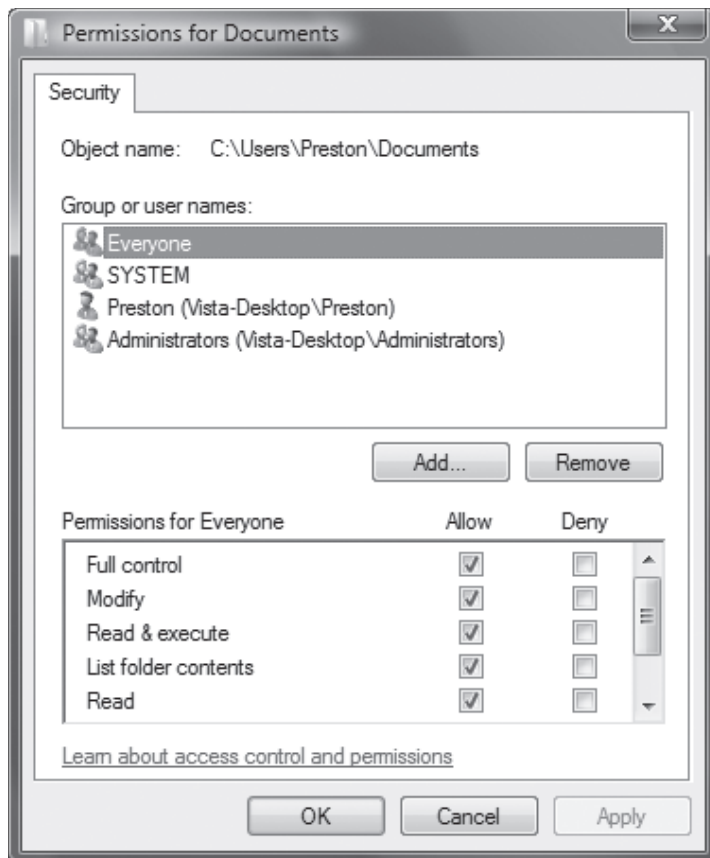 Permissions for Documents
Security
Object name: C:\Users\Preston\Documents
Group or user names:
Everyone
SYSTEM
Preston (Vista-Desktop\Preston)
Administrators (Vista-Desktop\Administrators)
Add... Remove
Permissions for Everyone Allow Deny
Full control
Modify
Read & execute
List folder contents
Read
Learn about access control and permissions
OK Cancel Apply